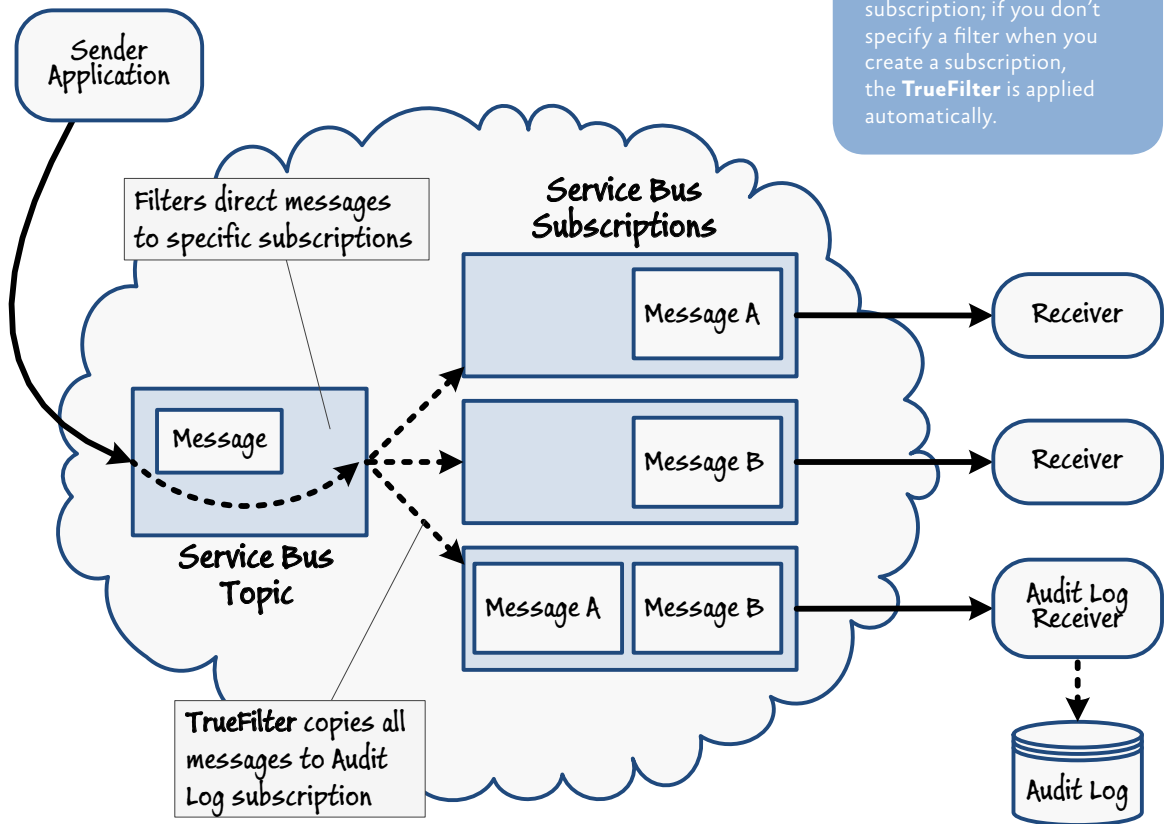 subscription; if you don't
specify a filter when you
create a subscription,
the TrueFilter is applied
automatically.
Sender
Application
Filters direct messages
to specific subscriptions
Service Bus
Subscriptions
Message A
Receiver
Message
Message B
Receiver
Service Bus
Topic
Message A
Message B
Audit Log
Receiver
TrueFilter copies all
messages to Audit
Log subscription
Audit Log